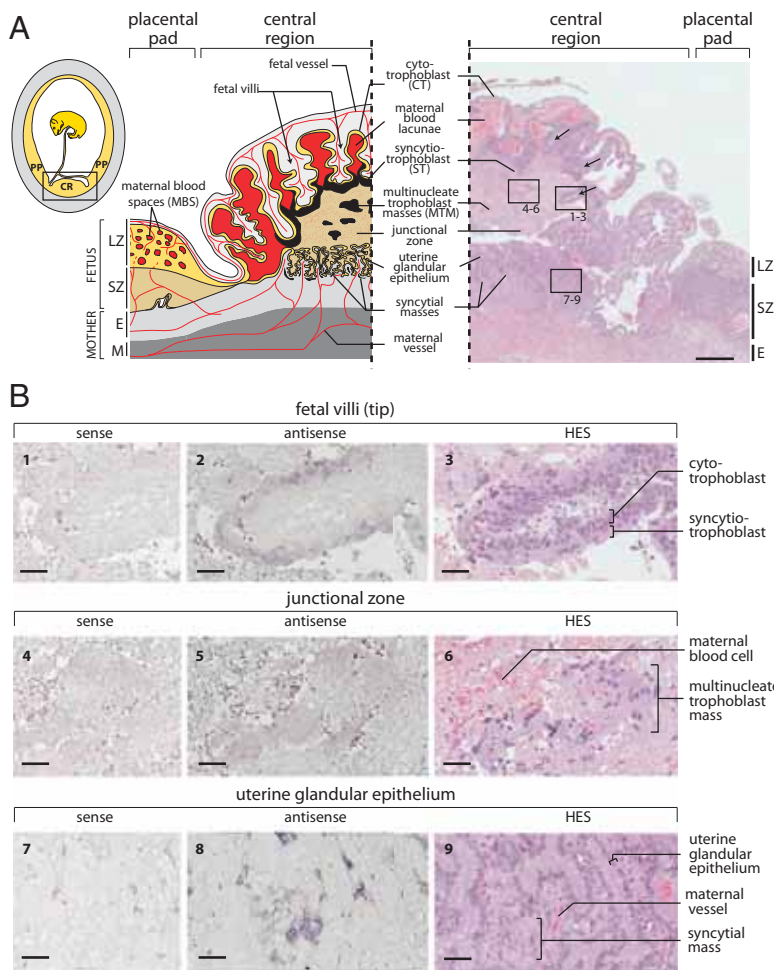 A
placental
pad
central
region
central
region
placental
pad
fetal vessel
fetal villi
PP
PP
CR
maternal blood
spaces (MBS)
FETUS
MOTHER
LZ
SZ
E
M
cyto-
trophoblast
(CT)
maternal
blood
lacunae
syncytio-
trophoblast
(ST)
multinucleate
trophoblast
masses (MTM)
junctional
zone
uterine
glandular
epithelium
syncytial
masses
maternal
vessel
4-6
1-3
7-9
LZ
SZ
E
B
fetal villi (tip)
sense
antisense
HES
1
2
3
cyto-
trophoblast
syncytio-
trophoblast
junctional zone
sense
antisense
HES
4
5
6
maternal
blood cell
multinucleate
trophoblast
mass
uterine glandular epithelium
sense
antisense
HES
7
8
9
uterine
glandular
epithelium
maternal
vessel
syncytial
mass